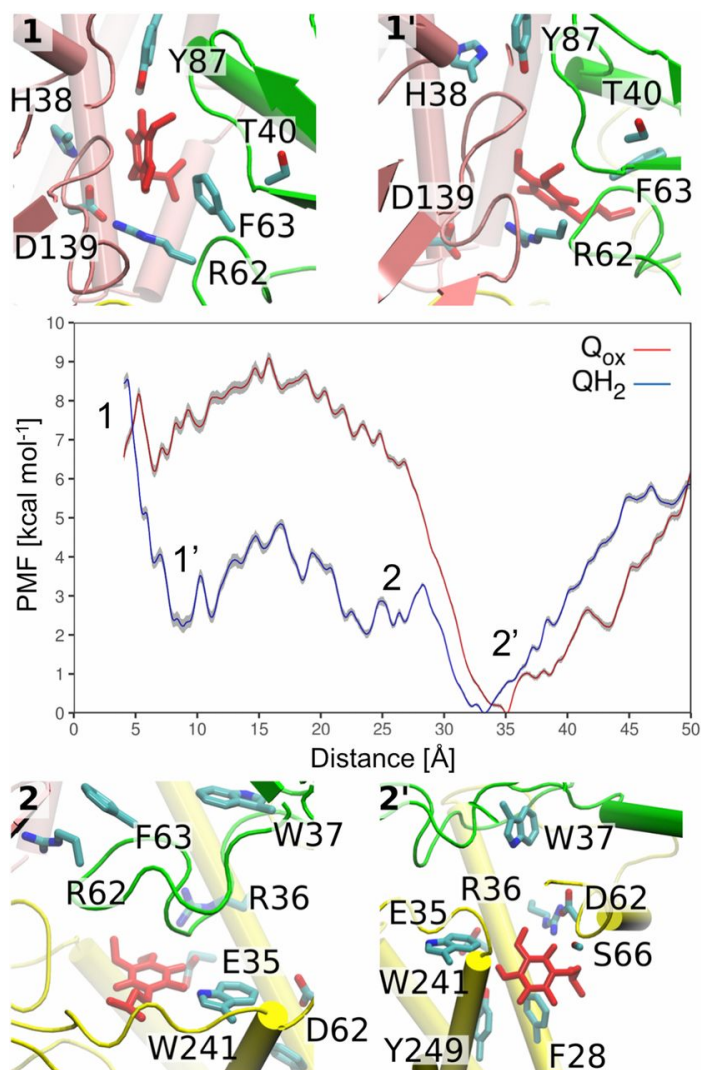 1
Y87
H38
T40
D139
F63
R62
1'
Y87
H38
T40
D139
F63
R62
10
9
8
7
6
5
4
3
2
1
0
PMF [kcal mol-1]
Qox
QH2
1
1'
2
2'
0 5 10 15 20 25 30 35 40 45 50
Distance [Å]
2
F63
W37
R62
R36
E35
W241
D62
2'
W37
R36
D62
E35
S66
W241
Y249
F28